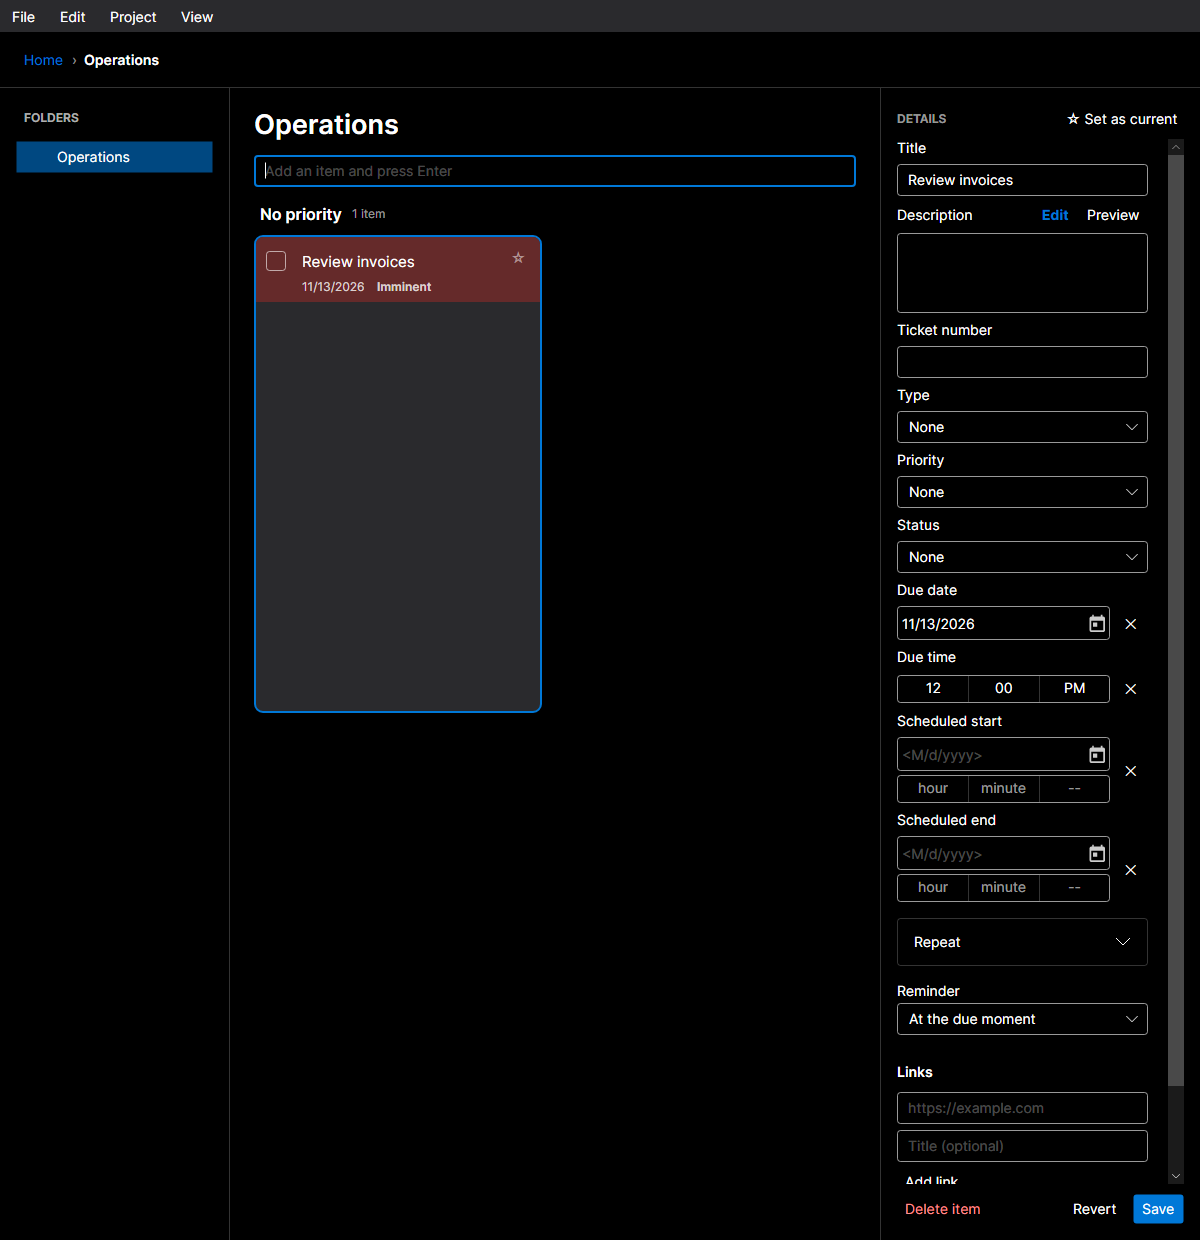 File Edit Project View
Home › Operations
FOLDERS
Operations
Operations
Add an item and press Enter
No priority 1 item
Review invoices ☆
11/13/2026 Imminent
DETAILS ☆ Set as current
Title
Review invoices
Description Edit Preview
Ticket number
Type
None
Priority
None
Status
None
Due date
11/13/2026
Due time
12 00 PM
Scheduled start
<M/d/yyyy>
hour minute --
Scheduled end
<M/d/yyyy>
hour minute --
Repeat
Reminder
At the due moment
Links
https://example.com
Title (optional)
Add link
Delete item Revert Save